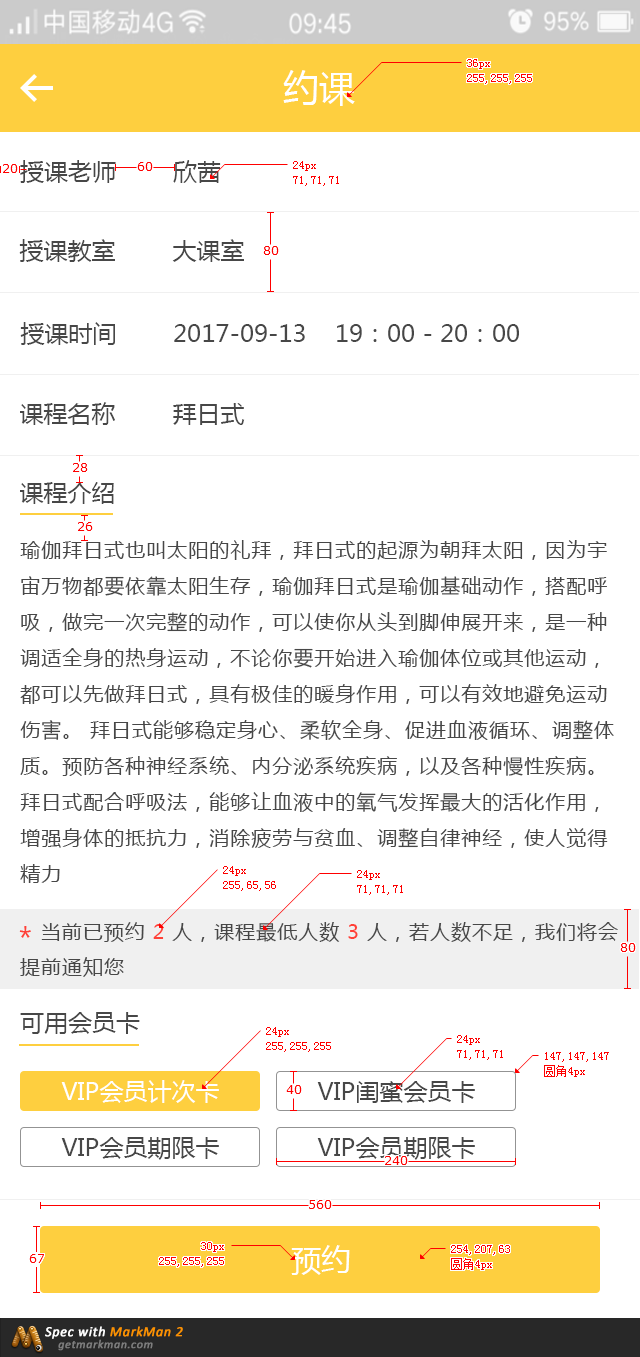 中国移动4G 09:45 95%
约课
36px
255, 255, 255
20 授课老师 60 欣茜
24px
71, 71, 71
授课教室 大课室 80
授课时间 2017-09-13 19：00 - 20：00
课程名称 拜日式
28
课程介绍
26
瑜伽拜日式也叫太阳的礼拜，拜日式的起源为朝拜太阳，因为宇
宙万物都要依靠太阳生存，瑜伽拜日式是瑜伽基础动作，搭配呼
吸，做完一次完整的动作，可以使你从头到脚伸展开来，是一种
调适全身的热身运动，不论你要开始进入瑜伽体位或其他运动，
都可以先做拜日式，具有极佳的暖身作用，可以有效地避免运动
伤害。 拜日式能够稳定身心、柔软全身、促进血液循环、调整体
质。预防各种神经系统、内分泌系统疾病，以及各种慢性疾病。
拜日式配合呼吸法，能够让血液中的氧气发挥最大的活化作用，
增强身体的抵抗力，消除疲劳与贫血、调整自律神经，使人觉得
精力
24px
255, 65, 56
24px
71, 71, 71
* 当前已预约 2 人，课程最低人数 3 人，若人数不足，我们将会
提前通知您
80
可用会员卡
24px
255, 255, 255
24px
71, 71, 71
147, 147, 147
圆角4px
VIP会员计次卡 40 VIP闺蜜会员卡
VIP会员期限卡 VIP会员期限卡
240
560
67
30px
255, 255, 255
预约
254, 207, 63
圆角4px
Spec with MarkMan 2
getmarkman.com